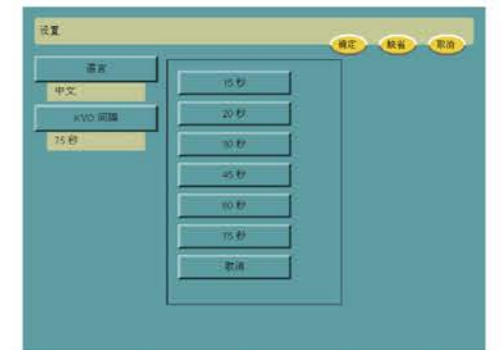 设置
确定 缺省 取消
语言
中文
KVO 间隔
75 秒
15 秒
20 秒
30 秒
45 秒
60 秒
75 秒
取消